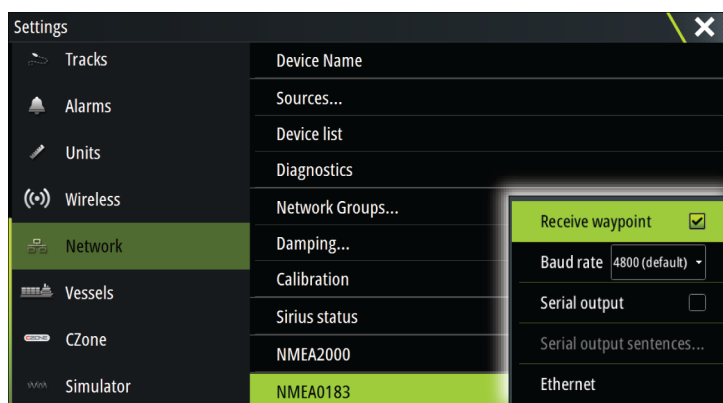 Settings
Tracks
Alarms
Units
Wireless
Network
Vessels
CZONE
CZone
Simulator
Device Name
Sources...
Device list
Diagnostics
Network Groups...
Damping...
Calibration
Sirius status
NMEA2000
NMEA0183
Receive waypoint
Baud rate 4800 (default)
Serial output
Serial output sentences...
Ethernet